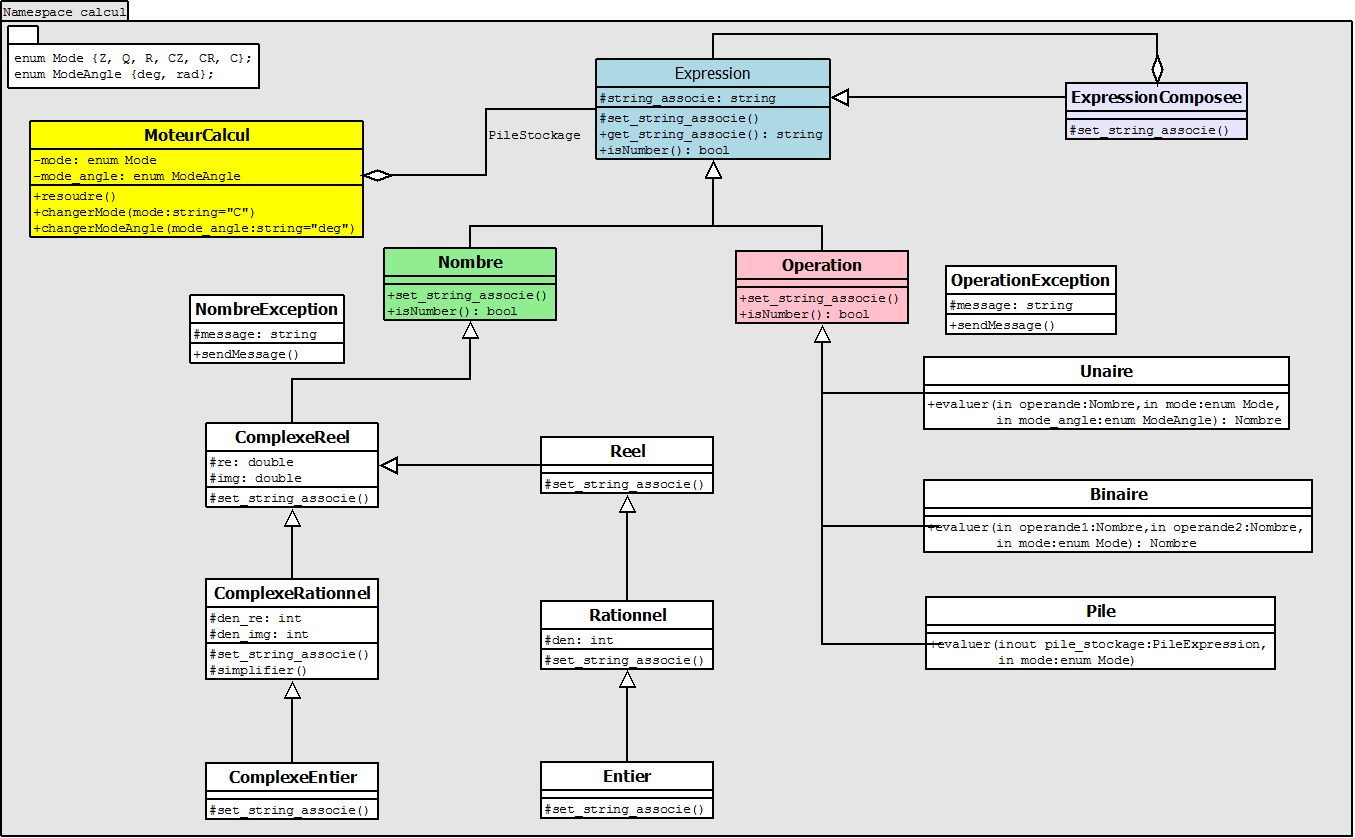 Namespace calcul
enum Mode {Z, Q, R, CZ, CR, C};
enum ModeAngle {deg, rad};
Expression
#string_associe: string
#set_string_associe()
+get_string_associe(): string
+isNumber(): bool
ExpressionComposee
#set_string_associe()
PileStockage
MoteurCalcul
-mode: enum Mode
-mode_angle: enum ModeAngle
+resoudre()
+changerMode(mode:string="C")
+changerModeAngle(mode_angle:string="deg")
Nombre
+set_string_associe()
+isNumber(): bool
Operation
+set_string_associe()
+isNumber(): bool
OperationException
#message: string
+sendMessage()
NombreException
#message: string
+sendMessage()
Unaire
+evaluer(in operande:Nombre,in mode:enum Mode,
in mode_angle:enum ModeAngle): Nombre
ComplexeReel
#re: double
#img: double
#set_string_associe()
Reel
#set_string_associe()
Binaire
+evaluer(in operande1:Nombre,in operande2:Nombre,
in mode:enum Mode): Nombre
ComplexeRationnel
#den_re: int
#den_img: int
#set_string_associe()
#simplifier()
Rationnel
#den: int
#set_string_associe()
Pile
+evaluer(inout pile_stockage:PileExpression,
in mode:enum Mode)
ComplexeEntier
#set_string_associe()
Entier
#set_string_associe()